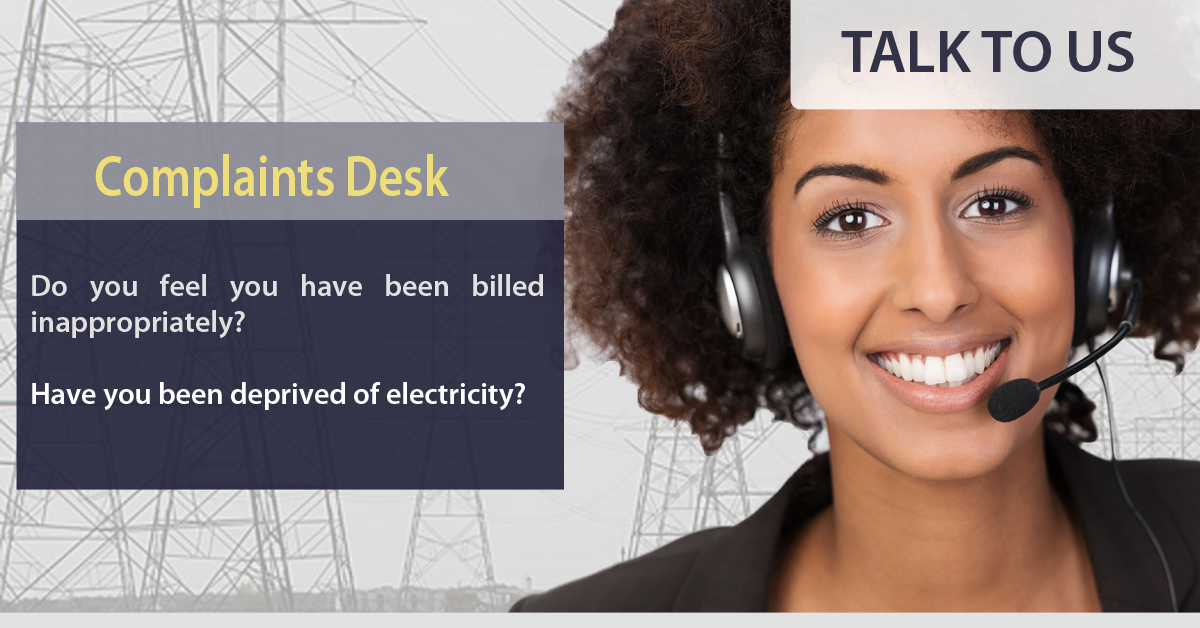 TALK TO US
Complaints Desk
Do you feel you have been billed
inappropriately?
Have you been deprived of electricity?